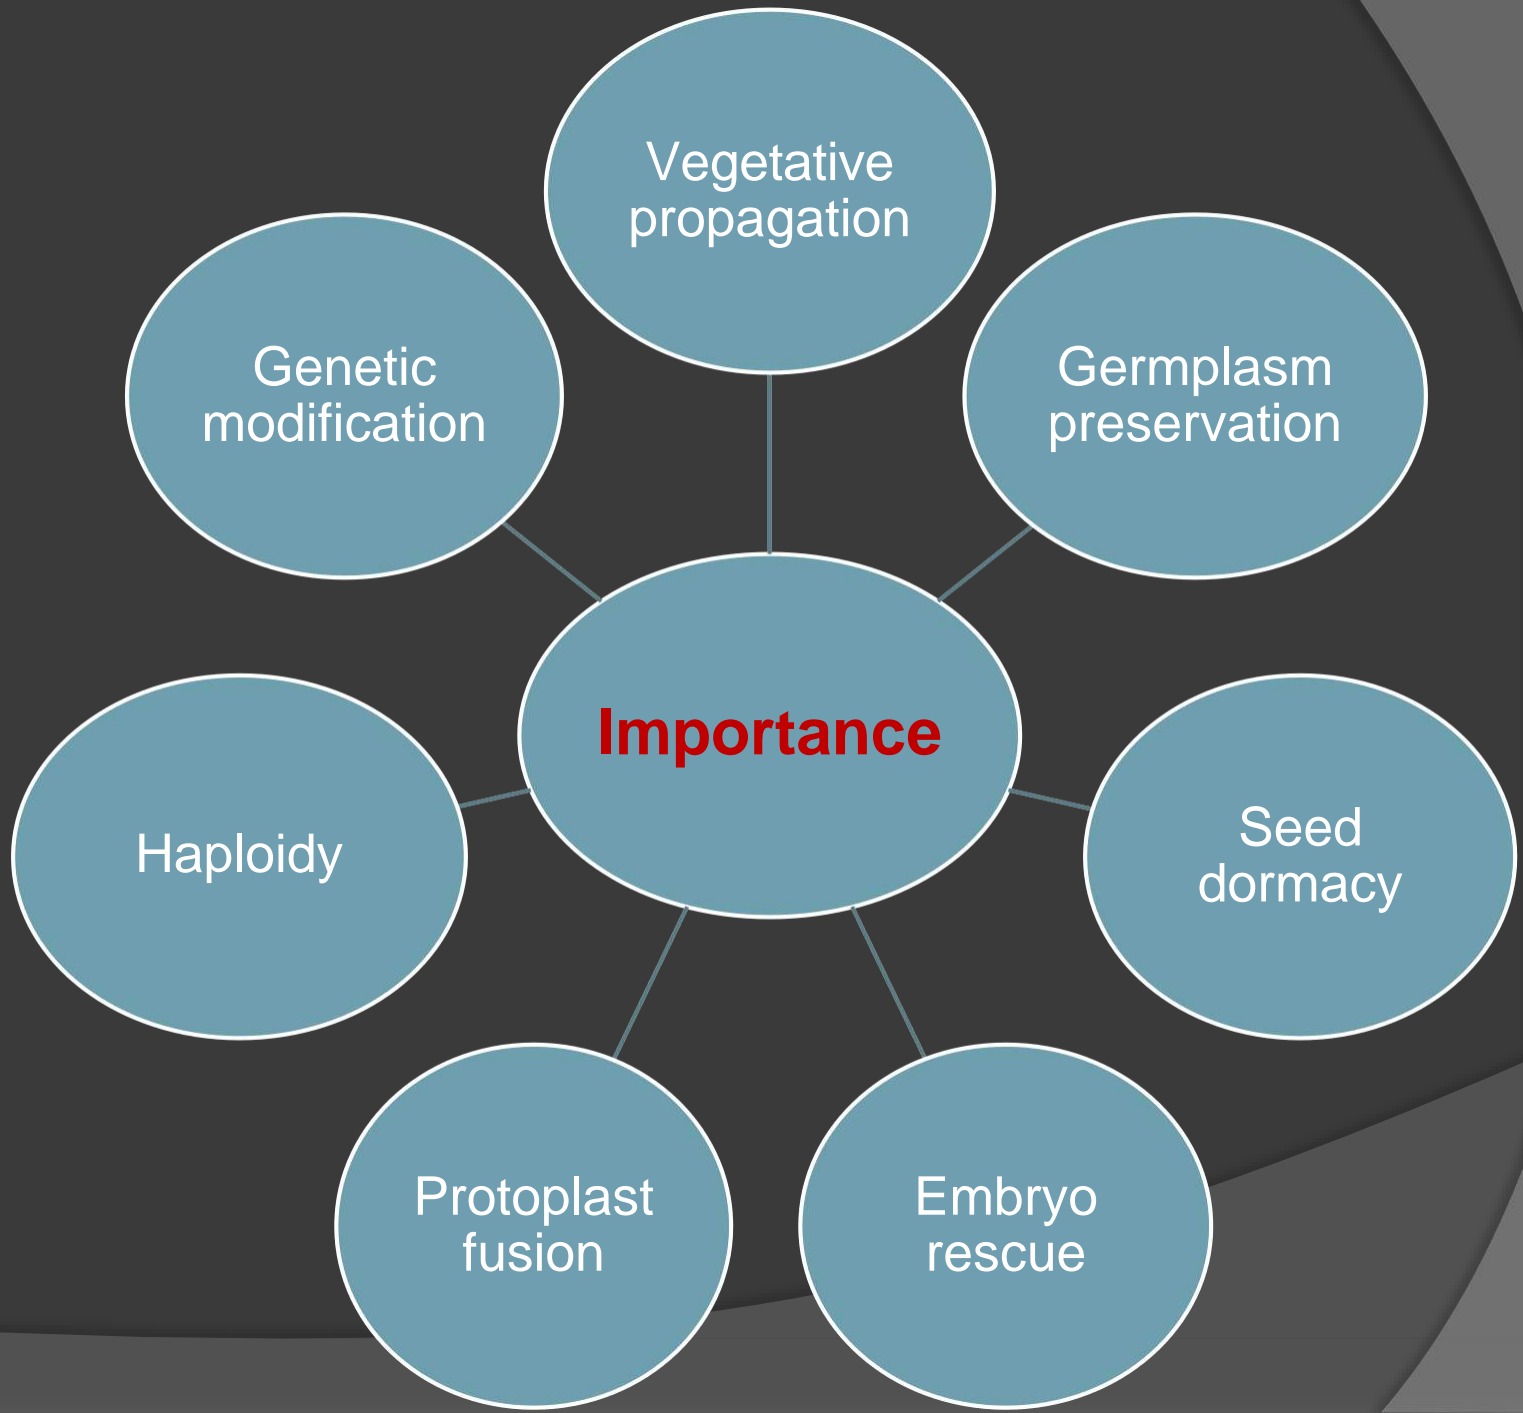 Vegetative
propagation
Genetic
modification
Germplasm
preservation
Importance
Haploidy
Seed
dormacy
Protoplast
fusion
Embryo
rescue